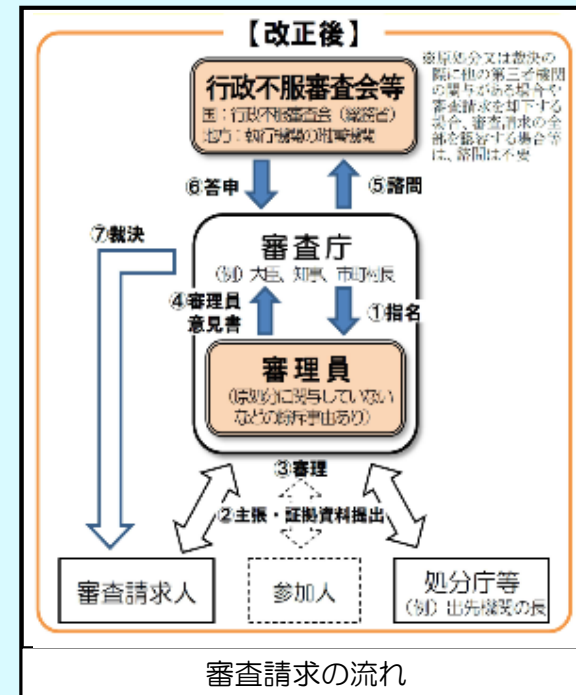 【改正後】
行政不服審査会等
国：行政不服審査会（総務省）
地方：執行機関の附属機関
※原処分又は裁決の
際に他の第三者機関
の関与がある場合や
審査請求を却下する
場合、審査請求の全
部を認容する場合等
は、諮問は不要
⑥答申
⑤諮問
⑦裁決
審査庁
（例）大臣、知事、市町村長
④審理員
意見書
①指名
審理員
（原処分に関与していない
などの除斥事由あり）
③審理
②主張・証拠資料提出
審査請求人
参加人
処分庁等
（例）出先機関の長
審査請求の流れ